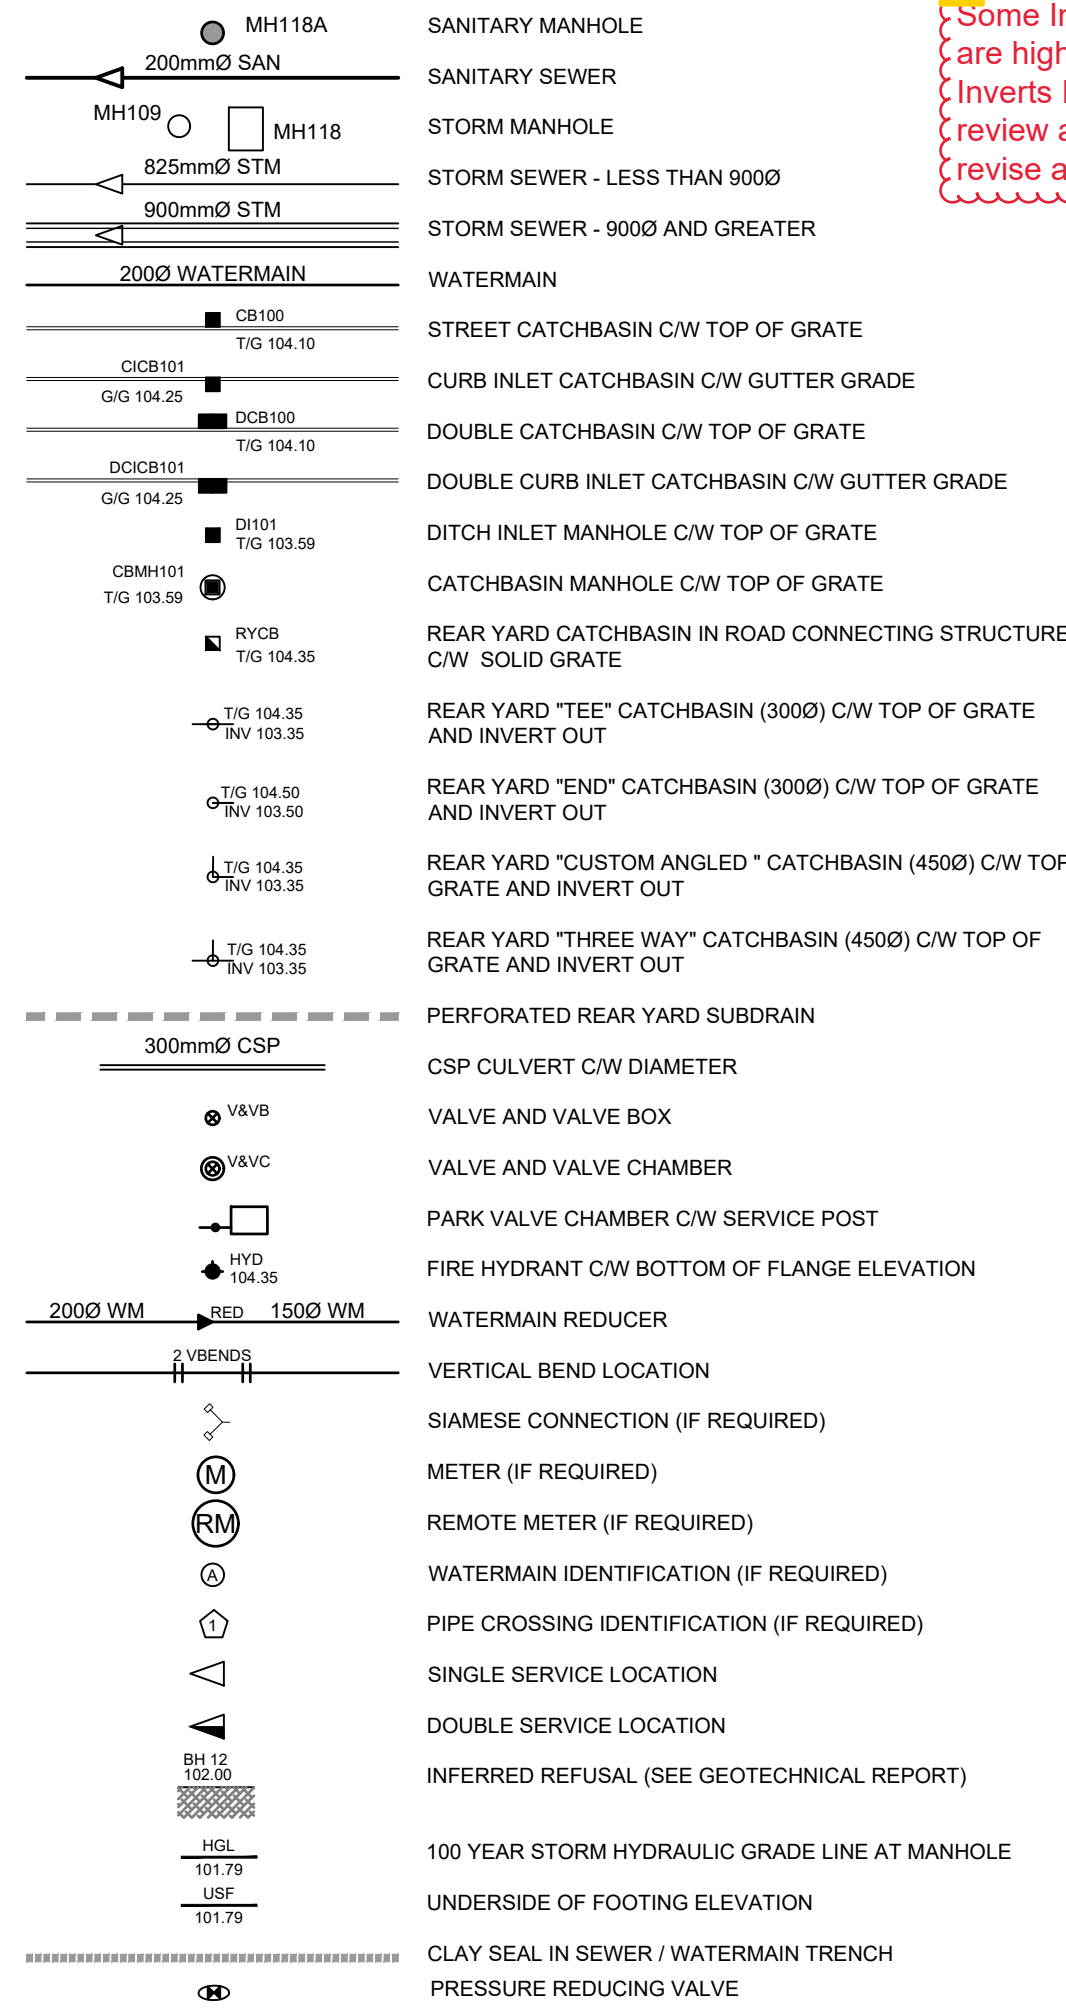 MH118A SANITARY MANHOLE
200mmØ SAN SANITARY SEWER
MH109 MH118 STORM MANHOLE
825mmØ STM STORM SEWER - LESS THAN 900Ø
900mmØ STM STORM SEWER - 900Ø AND GREATER
200Ø WATERMAIN WATERMAIN
CB100
T/G 104.10
STREET CATCHBASIN C/W TOP OF GRATE
CICB101
G/G 104.25
CURB INLET CATCHBASIN C/W GUTTER GRADE
DCB100
T/G 104.10
DOUBLE CATCHBASIN C/W TOP OF GRATE
DCICB101
G/G 104.25
DOUBLE CURB INLET CATCHBASIN C/W GUTTER GRADE
DI101
T/G 103.59
DITCH INLET MANHOLE C/W TOP OF GRATE
CBMH101
T/G 103.59
CATCHBASIN MANHOLE C/W TOP OF GRATE
RYCB
T/G 104.35
REAR YARD CATCHBASIN IN ROAD CONNECTING STRUCTURE
C/W SOLID GRATE
T/G 104.35
INV 103.35
REAR YARD "TEE" CATCHBASIN (300Ø) C/W TOP OF GRATE
AND INVERT OUT
T/G 104.50
INV 103.50
REAR YARD "END" CATCHBASIN (300Ø) C/W TOP OF GRATE
AND INVERT OUT
T/G 104.35
INV 103.35
REAR YARD "CUSTOM ANGLED " CATCHBASIN (450Ø) C/W TOP
GRATE AND INVERT OUT
T/G 104.35
INV 103.35
REAR YARD "THREE WAY" CATCHBASIN (450Ø) C/W TOP OF
GRATE AND INVERT OUT
PERFORATED REAR YARD SUBDRAIN
300mmØ CSP CSP CULVERT C/W DIAMETER
V&VB VALVE AND VALVE BOX
V&VC VALVE AND VALVE CHAMBER
PARK VALVE CHAMBER C/W SERVICE POST
HYD
104.35
FIRE HYDRANT C/W BOTTOM OF FLANGE ELEVATION
200Ø WM RED 150Ø WM WATERMAIN REDUCER
2 VBENDS VERTICAL BEND LOCATION
SIAMESE CONNECTION (IF REQUIRED)
M METER (IF REQUIRED)
RM REMOTE METER (IF REQUIRED)
A WATERMAIN IDENTIFICATION (IF REQUIRED)
1 PIPE CROSSING IDENTIFICATION (IF REQUIRED)
SINGLE SERVICE LOCATION
DOUBLE SERVICE LOCATION
BH 12
102.00
INFERRED REFUSAL (SEE GEOTECHNICAL REPORT)
HGL
101.79
100 YEAR STORM HYDRAULIC GRADE LINE AT MANHOLE
USF
101.79
UNDERSIDE OF FOOTING ELEVATION
CLAY SEAL IN SEWER / WATERMAIN TRENCH
PRESSURE REDUCING VALVE
Some
are
Inverts
review
revise